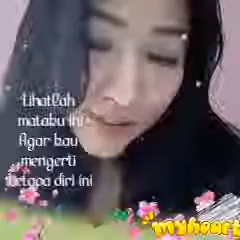 Lihatlah
mataku ini
Agar kau
mengerti
betapa diri ini
myheart